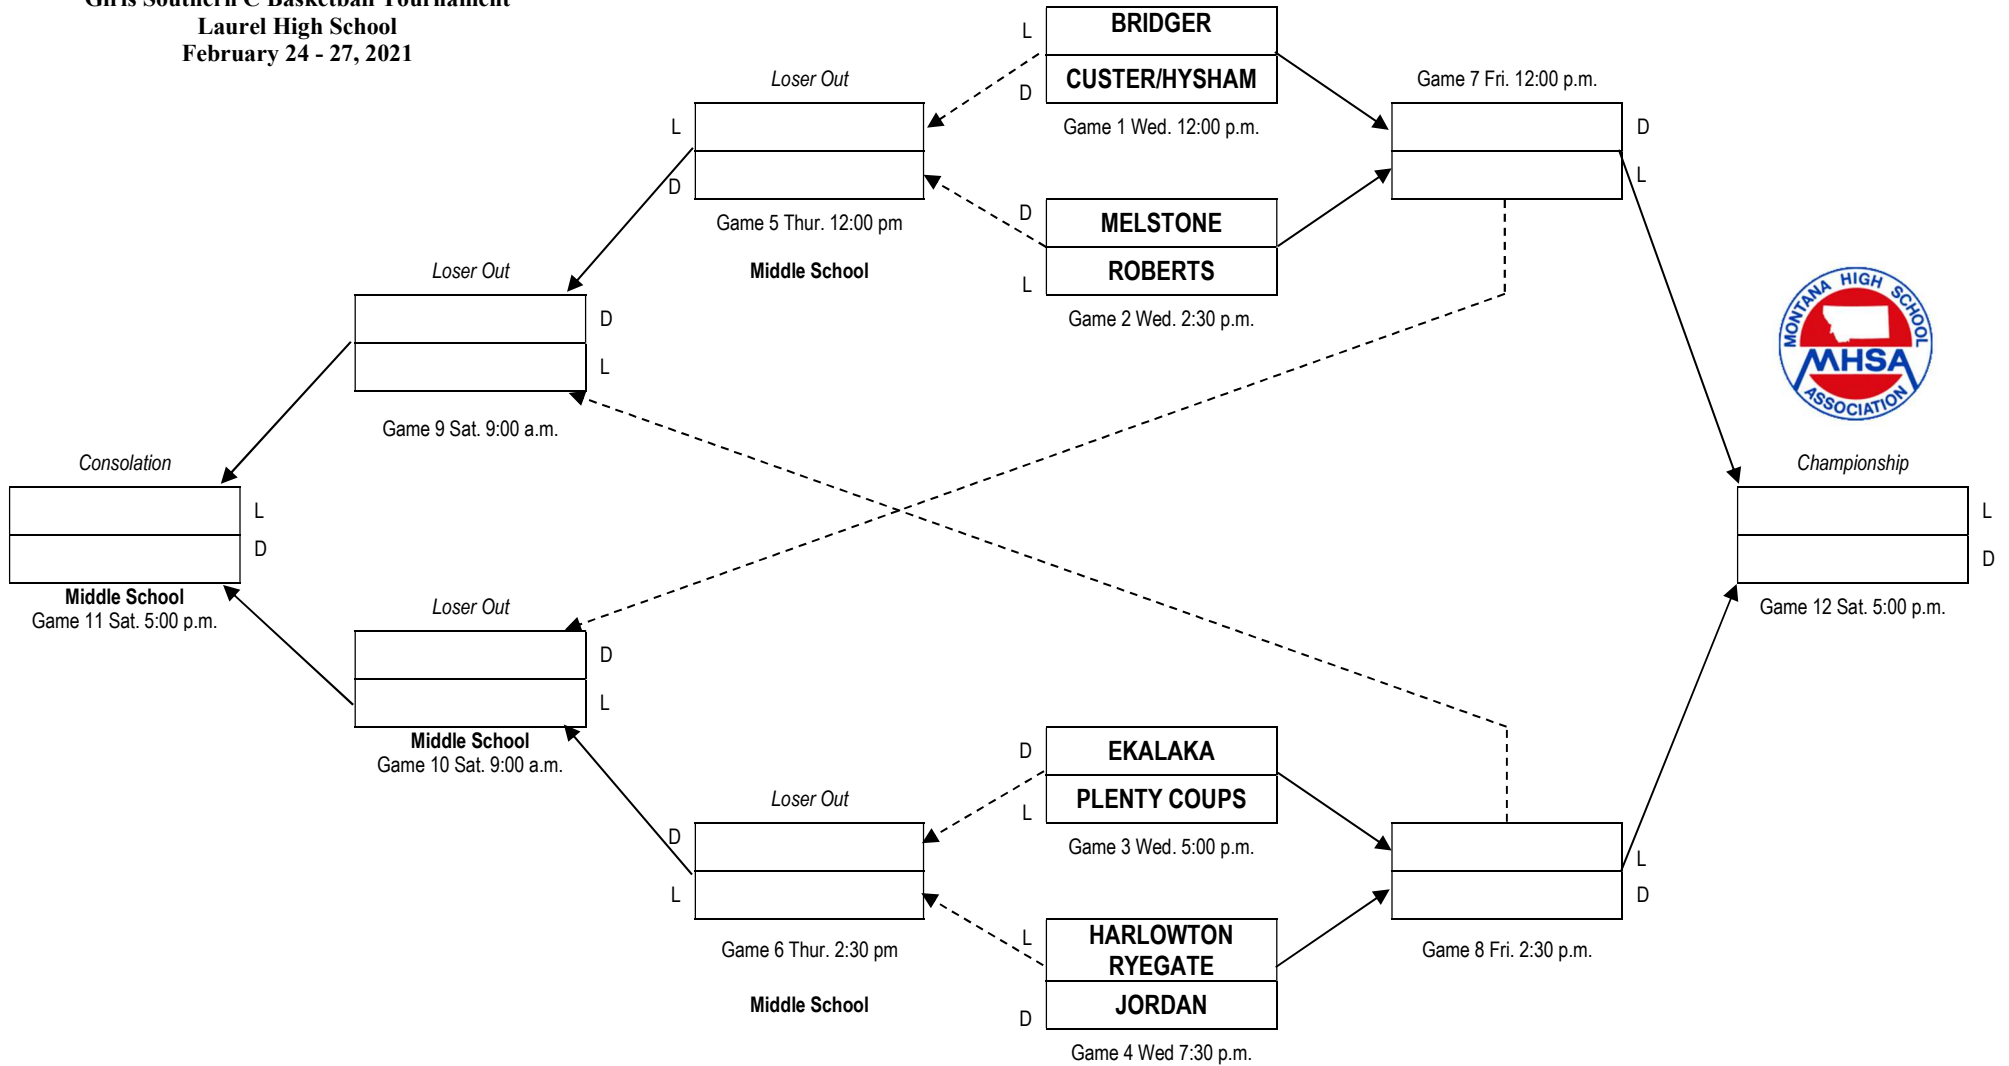 Girls Southern C Basketball Tournament
Laurel High School
February 24 - 27, 2021
L
BRIDGER
D
CUSTER/HYSHAM
Game 1 Wed. 12:00 p.m.
D
MELSTONE
L
ROBERTS
Game 2 Wed. 2:30 p.m.
Loser Out
L
D
Game 5 Thur. 12:00 pm
Middle School
Game 7 Fri. 12:00 p.m.
D
L
Loser Out
D
L
Game 9 Sat. 9:00 a.m.
MONTANA HIGH SCHOOL
MHSA
ASSOCIATION
Consolation
L
D
Middle School
Game 11 Sat. 5:00 p.m.
Championship
L
D
Game 12 Sat. 5:00 p.m.
Loser Out
D
L
Middle School
Game 10 Sat. 9:00 a.m.
Loser Out
D
L
Game 6 Thur. 2:30 pm
Middle School
D
EKALAKA
L
PLENTY COUPS
Game 3 Wed. 5:00 p.m.
L
HARLOWTON
RYEGATE
D
JORDAN
Game 4 Wed 7:30 p.m.
L
D
Game 8 Fri. 2:30 p.m.